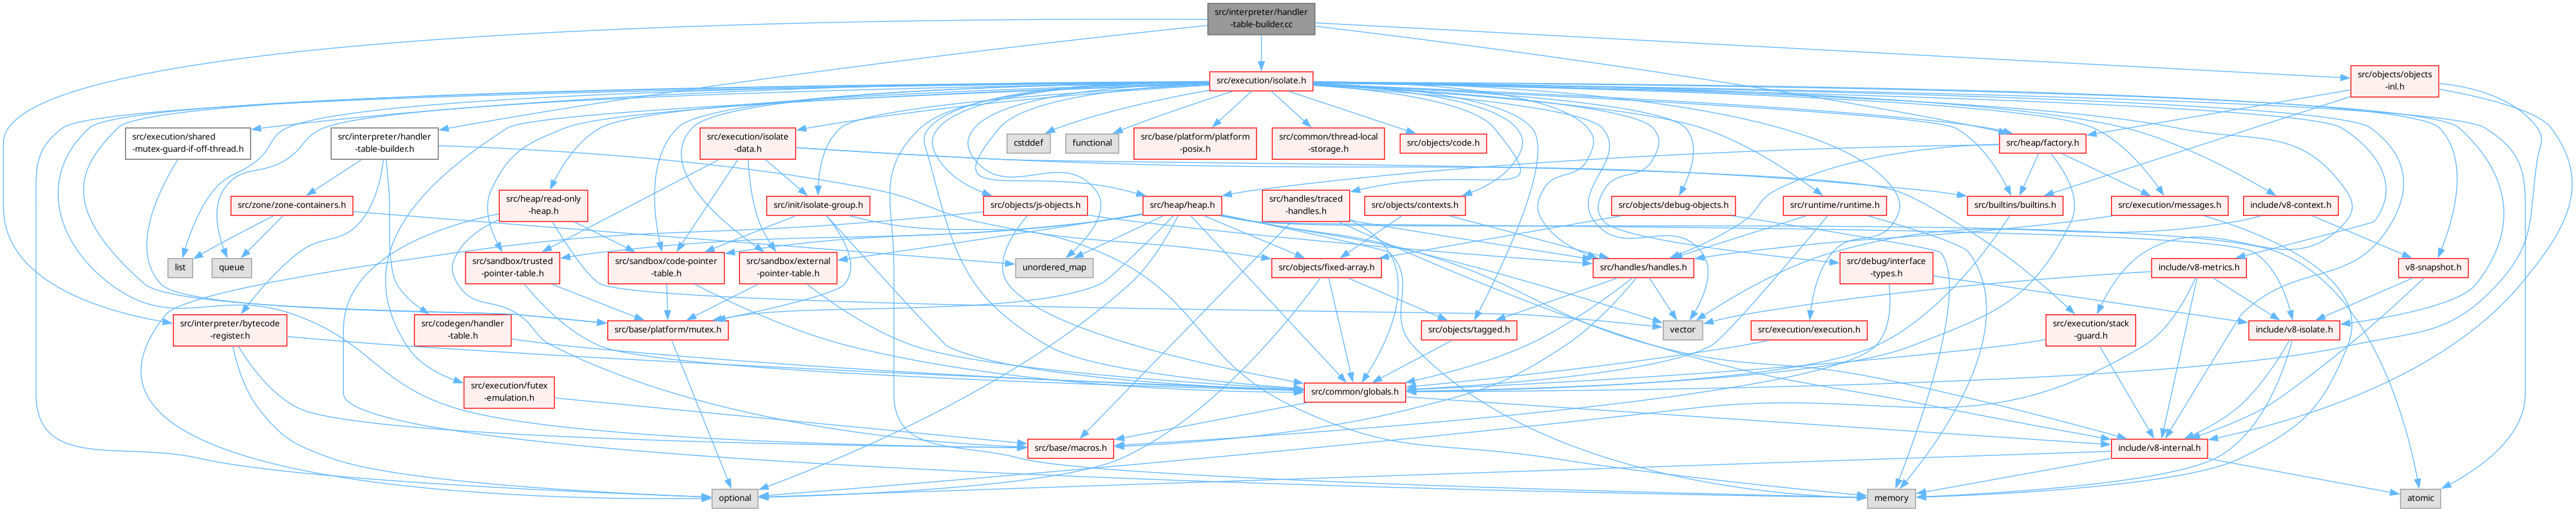 src/interpreter/handler
-table-builder.cc
src/execution/isolate.h
src/objects/objects
-inl.h
src/execution/shared
-mutex-guard-if-off-thread.h
src/interpreter/handler
-table-builder.h
src/execution/isolate
-data.h
cstddef
functional
src/base/platform/platform
-posix.h
src/common/thread-local
-storage.h
src/objects/code.h
src/heap/factory.h
src/zone/zone-containers.h
src/heap/read-only
-heap.h
src/init/isolate-group.h
src/objects/js-objects.h
src/heap/heap.h
src/handles/traced
-handles.h
src/objects/contexts.h
src/objects/debug-objects.h
src/runtime/runtime.h
src/builtins/builtins.h
src/execution/messages.h
include/v8-context.h
list
queue
src/sandbox/trusted
-pointer-table.h
src/sandbox/code-pointer
-table.h
src/sandbox/external
-pointer-table.h
unordered_map
src/objects/fixed-array.h
src/handles/handles.h
src/debug/interface
-types.h
include/v8-metrics.h
v8-snapshot.h
src/interpreter/bytecode
-register.h
src/codegen/handler
-table.h
src/base/platform/mutex.h
src/objects/tagged.h
vector
src/execution/execution.h
src/execution/stack
-guard.h
include/v8-isolate.h
src/execution/futex
-emulation.h
src/common/globals.h
src/base/macros.h
include/v8-internal.h
optional
memory
atomic